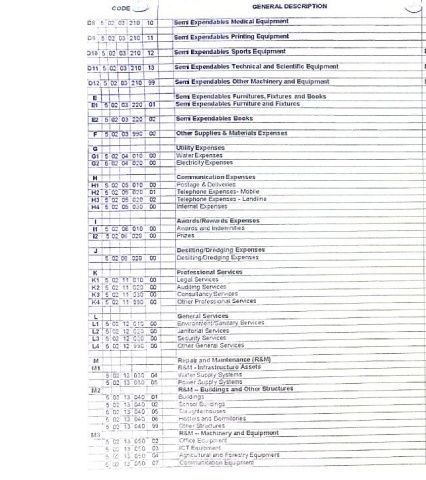 CODE GENERAL DESCRIPTION
D8 5 02 03 210 10 Semi Expendables Medical Equipment
D9 5 02 03 210 11 Semi Expendables Printing Equipment
D10 5 02 03 210 12 Semi Expendables Sports Equipment
D11 5 02 03 210 13 Semi Expendables Technical and Scientific Equipment
D12 5 02 03 210 99 Semi Expendables Other Machinery and Equipment
E Semi Expendables Furnitures, Fixtures and Books
E1 5 02 03 220 01 Semi Expendables Furniture and Fixtures
E2 5 02 03 220 02 Semi Expendables Books
F 5 02 03 990 00 Other Supplies & Materials Expenses
G Utility Expenses
G1 5 02 04 010 00 Water Expenses
G2 5 02 04 020 00 Electricity Expenses
H Communication Expenses
H1 5 02 05 010 00 Postage & Deliveries
H2 5 02 05 020 01 Telephone Expenses- Mobile
H3 5 02 05 020 02 Telephone Expenses - Landline
H4 5 02 05 030 00 Internet Expenses
I Awards/Rewards Expenses
I1 5 02 06 010 00 Awards and Indemnities
I2 5 02 06 020 00 Prizes
J Desilting/Dredging Expenses
5 02 08 020 00 Desilting/Dredging Expenses
K Professional Services
K1 5 02 11 010 00 Legal Services
K2 5 02 11 020 00 Auditing Services
K3 5 02 11 030 00 Consultancy Services
K4 5 02 11 990 00 Other Professional Services
L General Services
L1 5 02 12 010 00 Environment/Sanitary Services
L2 5 02 12 020 00 Janitorial Services
L3 5 02 12 030 00 Security Services
L4 5 02 12 990 00 Other General Services
M Repair and Maintenance (R&M)
M1 R&M - Infrastructure Assets
5 02 13 030 04 Water Supply Systems
5 02 13 030 05 Power Supply Systems
M2 R&M – Buildings and Other Structures
5 02 13 040 01 Buildings
5 02 13 040 02 School Buildings
5 02 13 040 05 Slaughterhouses
5 02 13 040 06 Hostels and Dormitories
5 02 13 040 99 Other Structures
M3 R&M – Machinery and Equipment
5 02 13 050 02 Office Equipment
5 02 13 050 03 ICT Equipment
5 02 13 050 04 Agricultural and Forestry Equipment
5 02 13 050 07 Communication Equipment